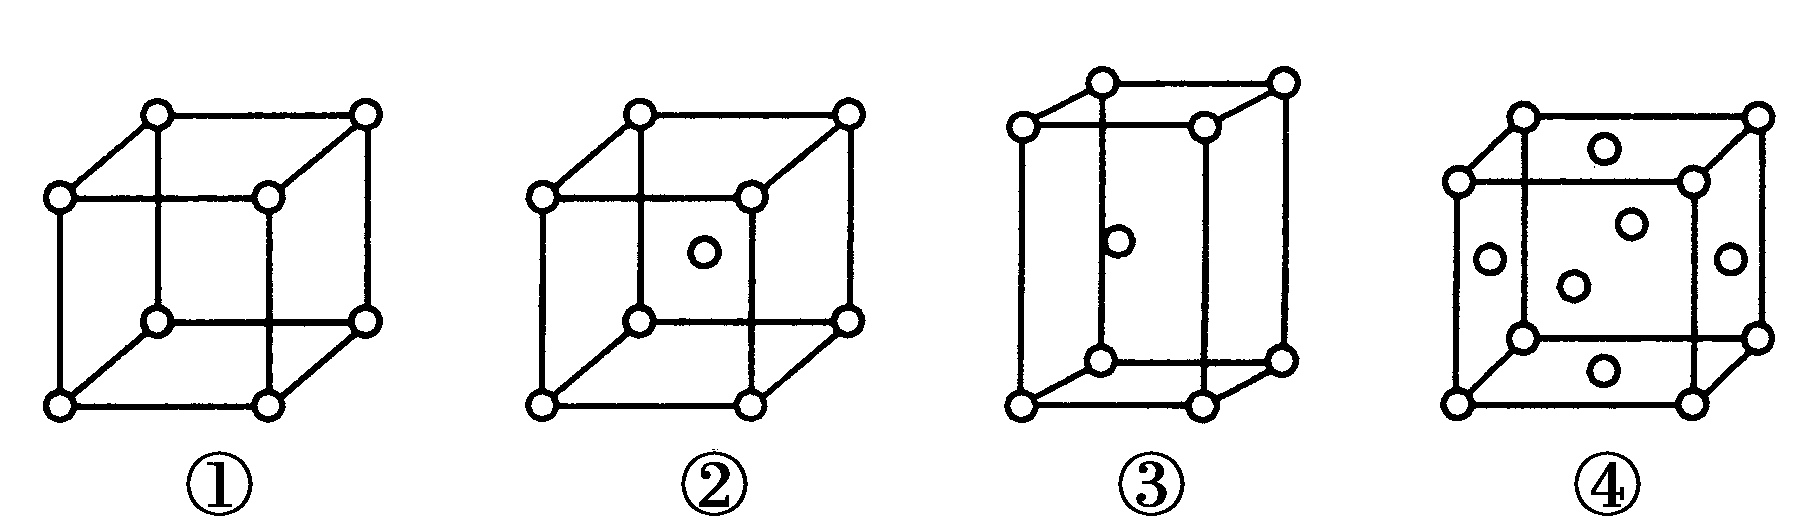 ① ② ③ ④